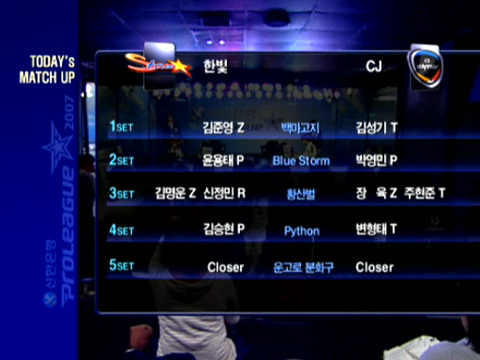 TODAY's
MATCH UP
한빛
CJ
1SET 김준영 Z 백마고지 김성기 T
2SET 윤용태 P Blue Storm 박영민 P
3SET 김명운 Z 신정민 R 황산벌 장 육 Z 주현준 T
4SET 김승현 P Python 변형태 T
5SET Closer 운고로 분화구 Closer
신한은행
PROLEAGUE 2007